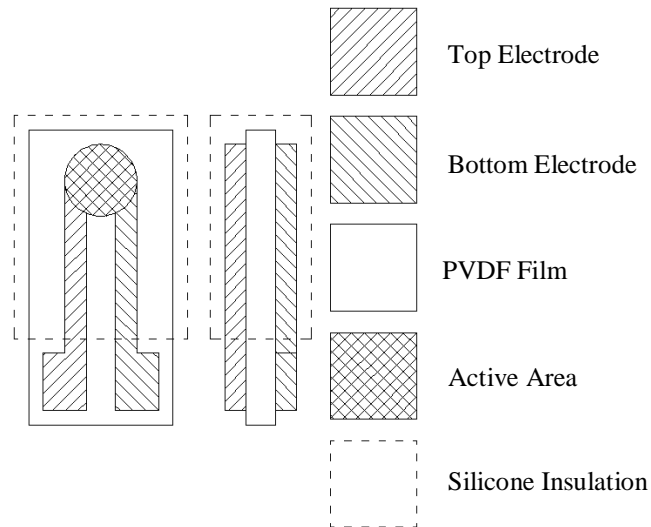 Top Electrode
Bottom Electrode
PVDF Film
Active Area
Silicone Insulation